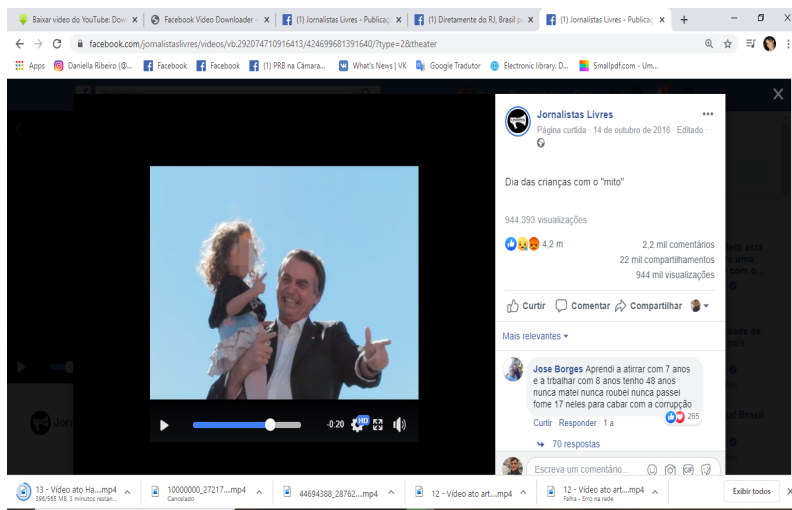 Baixar vídeo do YouTube: Dow
Facebook Video Downloader -
(1) Jornalistas Livres - Publicaç
(1) Diretamente do RJ, Brasil p
(1) Jornalistas Livres - Publicaç
facebook.com/jornalistaslivres/videos/vb.292074710916413/424699681391640/?type=2&theater
Apps
Daniella Ribeiro (@...
Facebook
Facebook
(1) PRB na Câmara...
What's News | VK
Google Tradutor
Electronic library. D...
Smallpdf.com - Um...
Jornalistas Livres
Página curtida · 14 de outubro de 2018 · Editado ·
Dia das crianças com o "mito"
944.393 visualizações
4,2 m
2,2 mil comentários
22 mil compartilhamentos
944 mil visualizações
Curtir Comentar Compartilhar
Mais relevantes
Jose Borges Aprendi a atirrar com 7 anos
e a trbalhar com 8 anos tenho 48 anos
nunca matei nunca roubei nunca passei
fome 17 neles para cabar com a corrupção
265
Curtir · Responder · 1 a
70 respostas
Escreva um comentário...
GIF
-0:20
HD
13 - Vídeo ato Ha....mp4
396/555 MB, 3 minutos restan...
10000000_27217....mp4
Cancelado
44694388_28762....mp4
12 - Vídeo ato art....mp4
12 - Vídeo ato art....mp4
Falha - Erro na rede
Exibir todos